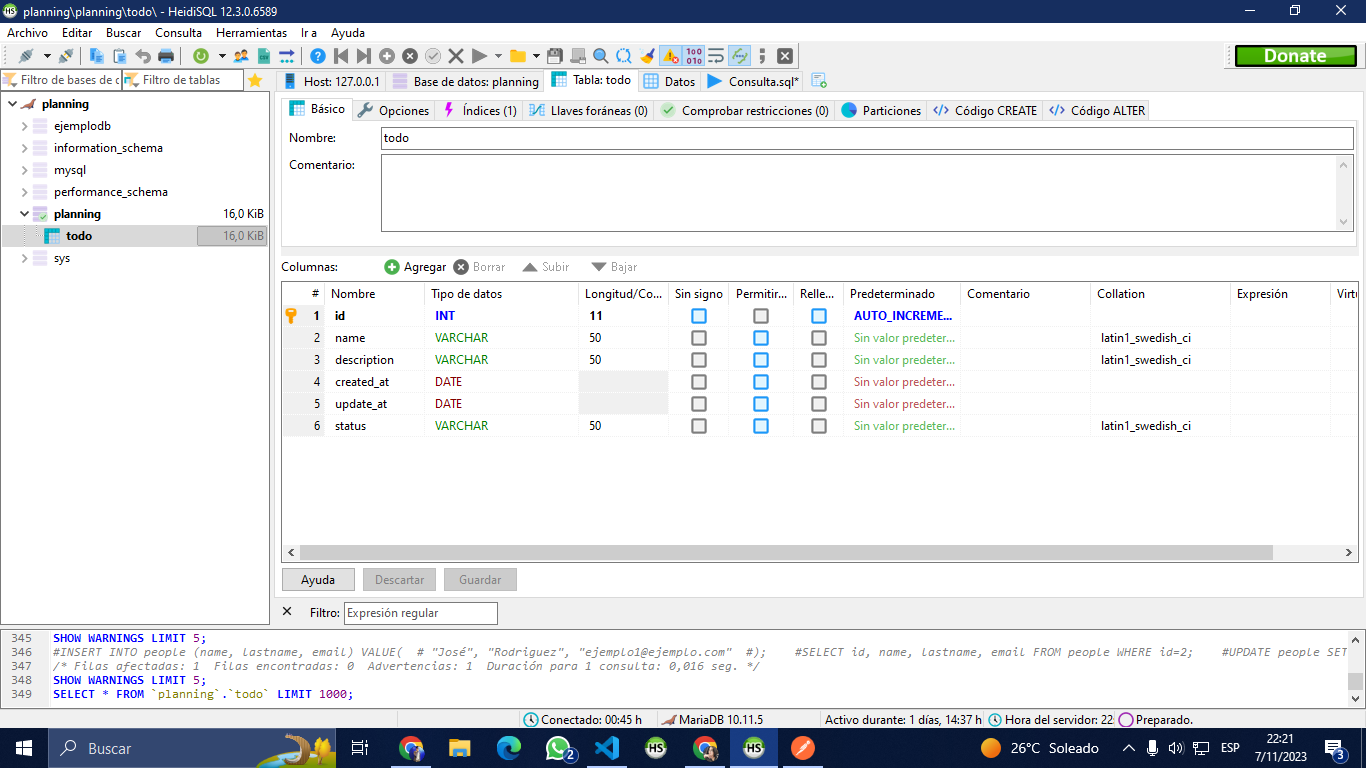 planning\planning\todo\ - HeidiSQL 12.3.0.6589
Archivo Editar Buscar Consulta Herramientas Ir a Ayuda
Donate
Filtro de bases de d Filtro de tablas
Host: 127.0.0.1 Base de datos: planning Tabla: todo Datos Consulta.sql*
planning
ejemplodb
information_schema
mysql
performance_schema
planning 16,0 KiB
todo 16,0 KiB
sys
Básico Opciones Índices (1) Llaves foráneas (0) Comprobar restricciones (0) Particiones Código CREATE Código ALTER
Nombre: todo
Comentario:
Columnas: Agregar Borrar Subir Bajar
# Nombre Tipo de datos Longitud/Co... Sin signo Permitir... Relle... Predeterminado Comentario Collation Expresión Virtu
1 id INT 11 AUTO_INCREME...
2 name VARCHAR 50 Sin valor predeter... latin1_swedish_ci
3 description VARCHAR 50 Sin valor predeter... latin1_swedish_ci
4 created_at DATE Sin valor predeter...
5 update_at DATE Sin valor predeter...
6 status VARCHAR 50 Sin valor predeter... latin1_swedish_ci
Ayuda Descartar Guardar
Filtro: Expresión regular
345 SHOW WARNINGS LIMIT 5;
346 #INSERT INTO people (name, lastname, email) VALUE( # "José", "Rodriguez", "ejemplo1@ejemplo.com" #); #SELECT id, name, lastname, email FROM people WHERE id=2; #UPDATE people SET
347 /* Filas afectadas: 1 Filas encontradas: 0 Advertencias: 1 Duración para 1 consulta: 0,016 seg. */
348 SHOW WARNINGS LIMIT 5;
349 SELECT * FROM `planning`.`todo` LIMIT 1000;
Conectado: 00:45 h MariaDB 10.11.5 Activo durante: 1 días, 14:37 h Hora del servidor: 22 Preparado.
Buscar 2 HS HS 26°C Soleado ESP 22:21
7/11/2023 3